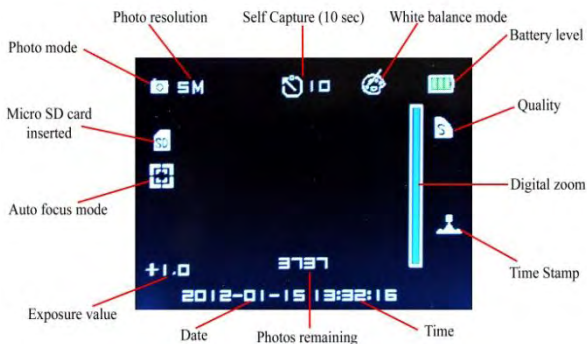 Photo resolution
Self Capture (10 sec)
White balance mode
Photo mode
Battery level
5M
10
Micro SD card
inserted
SD
S
Quality
Auto focus mode
Digital zoom
+1.0
3737
Time Stamp
2012-01-15 13:32:16
Exposure value
Date
Photos remaining
Time